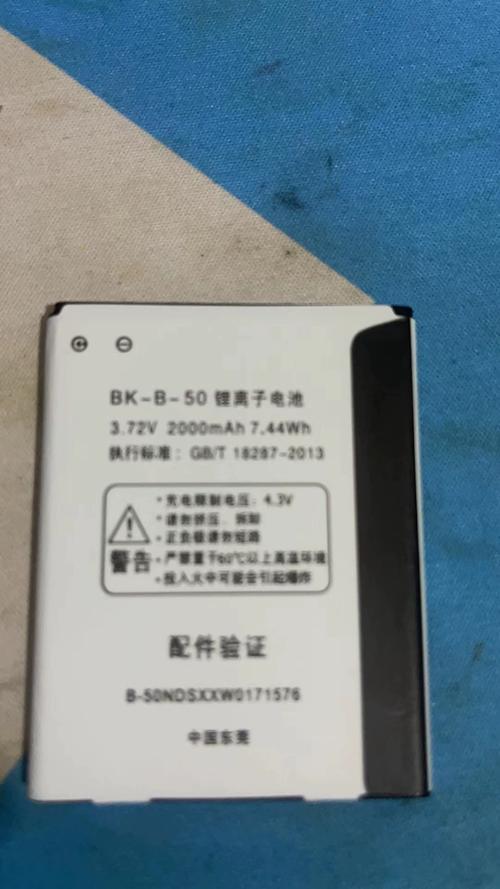 ⊕ ⊖
BK-B-50 锂离子电池
3.72V 2000mAh 7.44Wh
执行标准：GB/T 18287-2013
• 充电限制电压：4.3V
• 请勿挤压、拆卸
• 正负极请勿短路
• 严禁置于60℃以上高温环境
• 投入火中可能会引起爆炸
警告
配件验证
B-50NDSXXW0171576
中国东莞